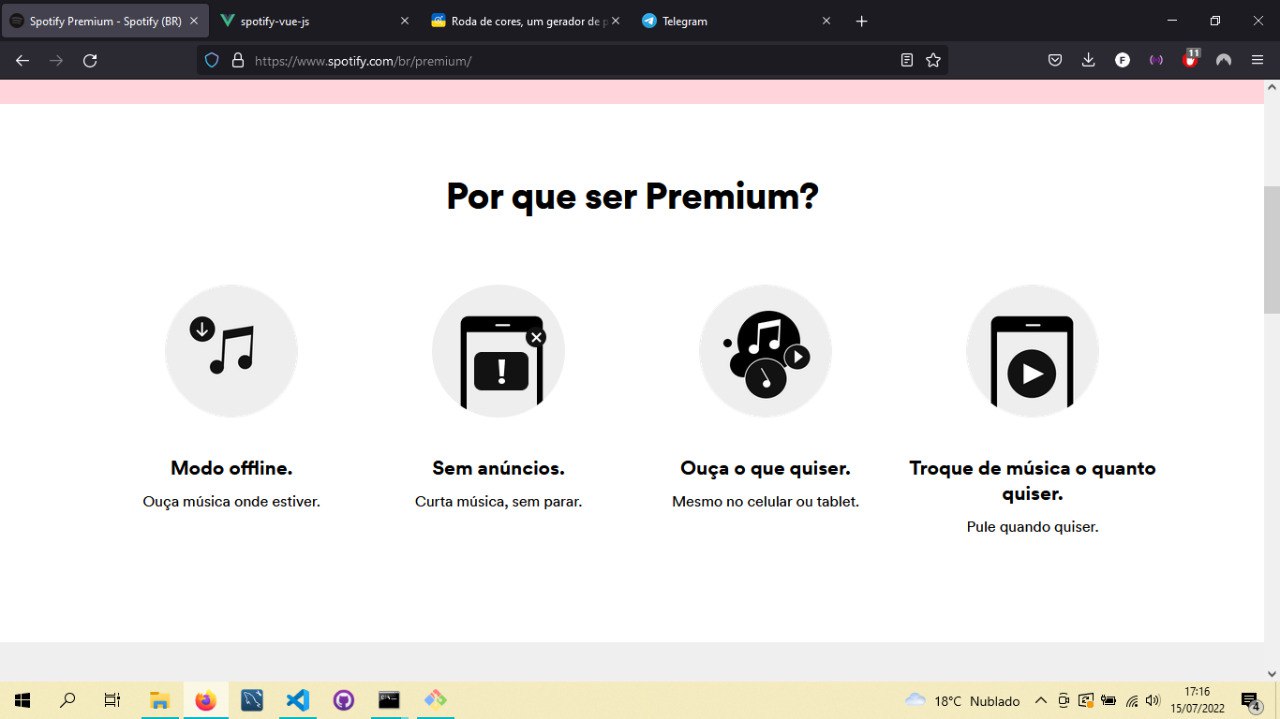 Spotify Premium - Spotify (BR)
spotify-vue-js
Roda de cores, um gerador de p
Telegram
https://www.spotify.com/br/premium/
11
Por que ser Premium?
Modo offline.
Ouça música onde estiver.
Sem anúncios.
Curta música, sem parar.
Ouça o que quiser.
Mesmo no celular ou tablet.
Troque de música o quanto
quiser.
Pule quando quiser.
18°C Nublado
17:16
15/07/2022
4